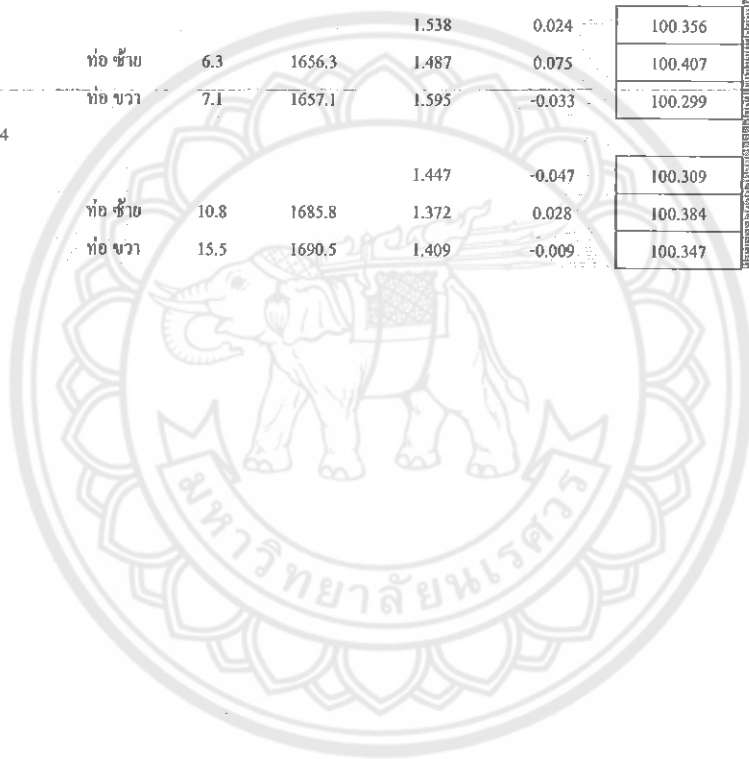 1.538 0.024 100.356
ท่อ ซ้าย 6.3 1656.3 1.487 0.075 100.407
ท่อ ขวา 7.1 1657.1 1.595 -0.033 100.299
4
1.447 -0.047 100.309
ท่อ ซ้าย 10.8 1685.8 1.372 0.028 100.384
ท่อ ขวา 15.5 1690.5 1.409 -0.009 100.347
มหาวิทยาลัยนเรศวร